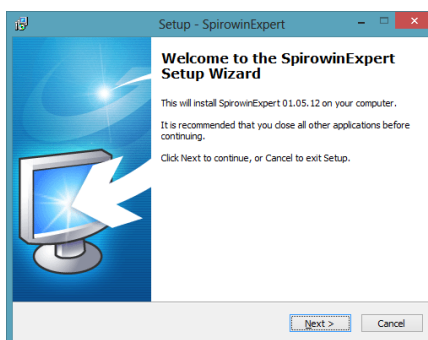 Setup - SpirowinExpert
Welcome to the SpirowinExpert
Setup Wizard
This will install SpirowinExpert 01.05.12 on your computer.
It is recommended that you close all other applications before
continuing.
Click Next to continue, or Cancel to exit Setup.
Next >
Cancel